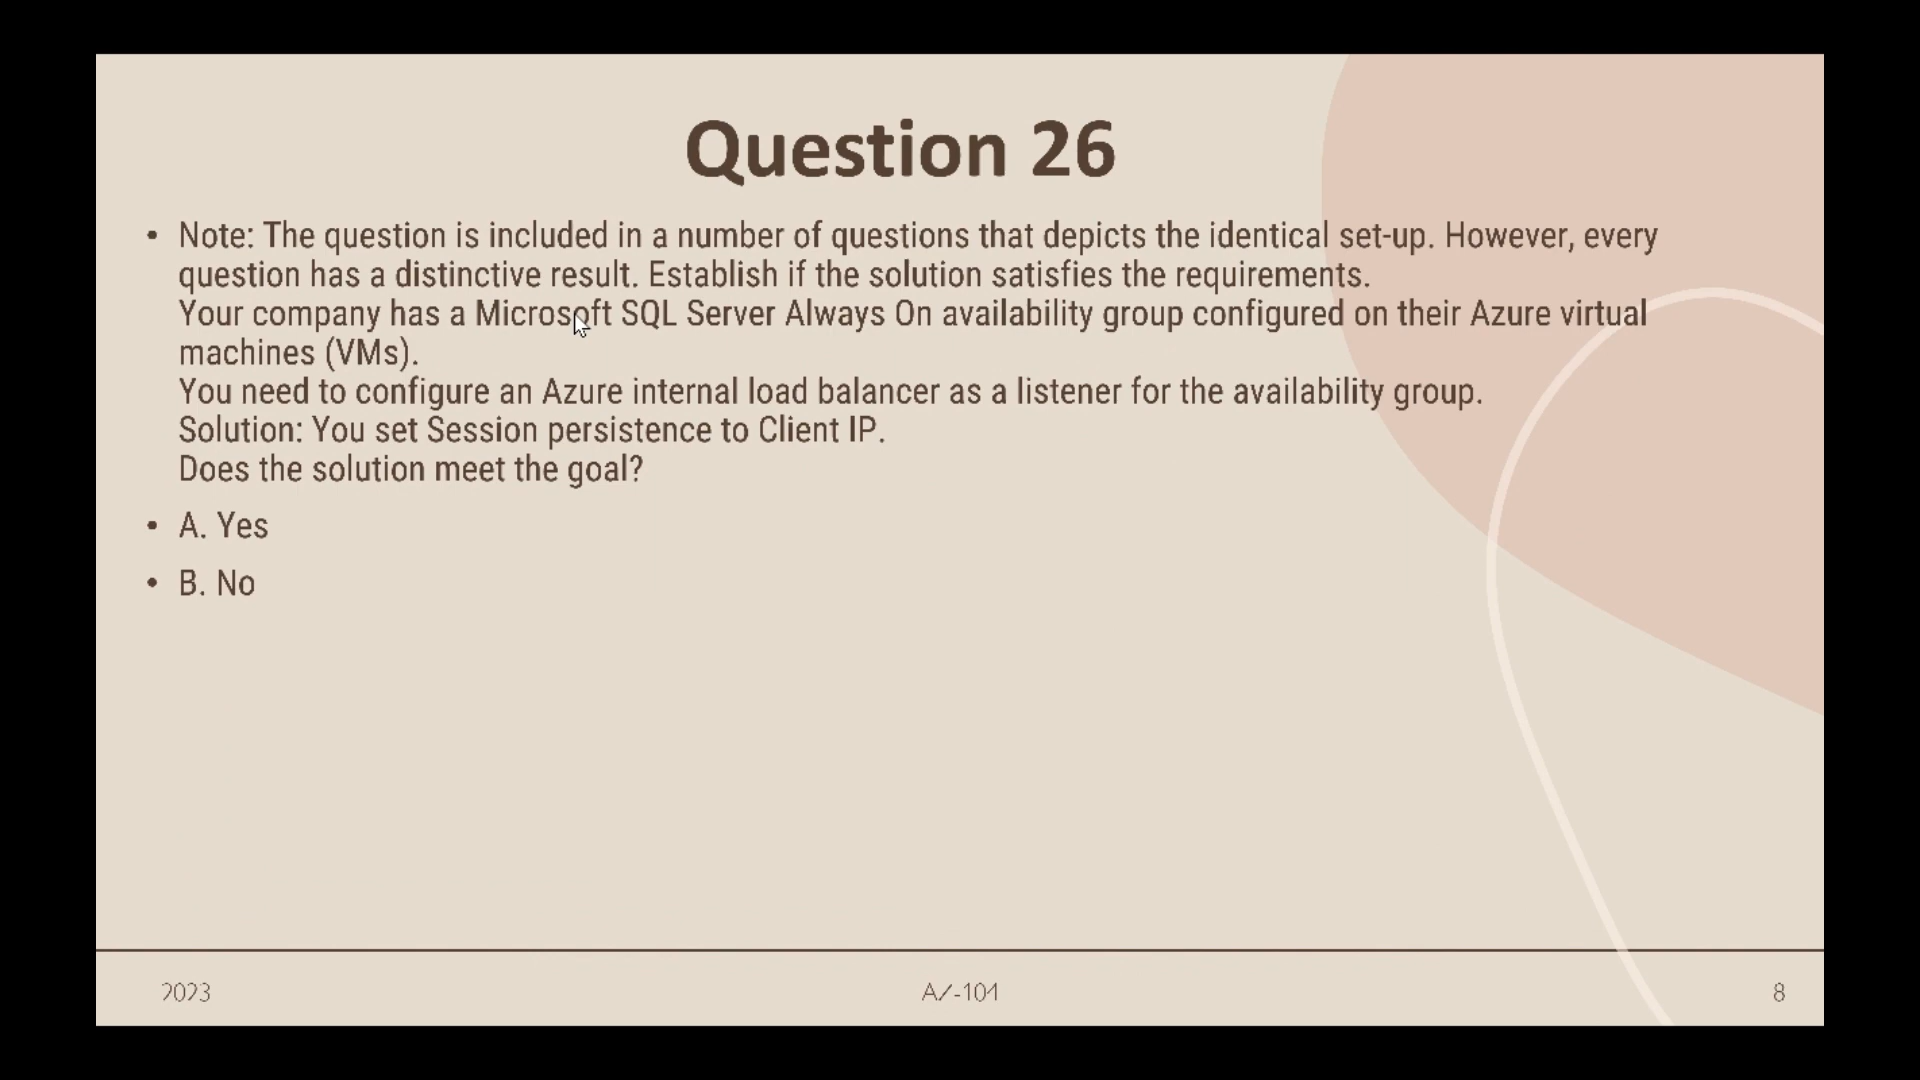 Question 26
• Note: The question is included in a number of questions that depicts the identical set-up. However, every
question has a distinctive result. Establish if the solution satisfies the requirements.
Your company has a Microsoft SQL Server Always On availability group configured on their Azure virtual
machines (VMs).
You need to configure an Azure internal load balancer as a listener for the availability group.
Solution: You set Session persistence to Client IP.
Does the solution meet the goal?
• A. Yes
• B. No
2023
AZ-104
8